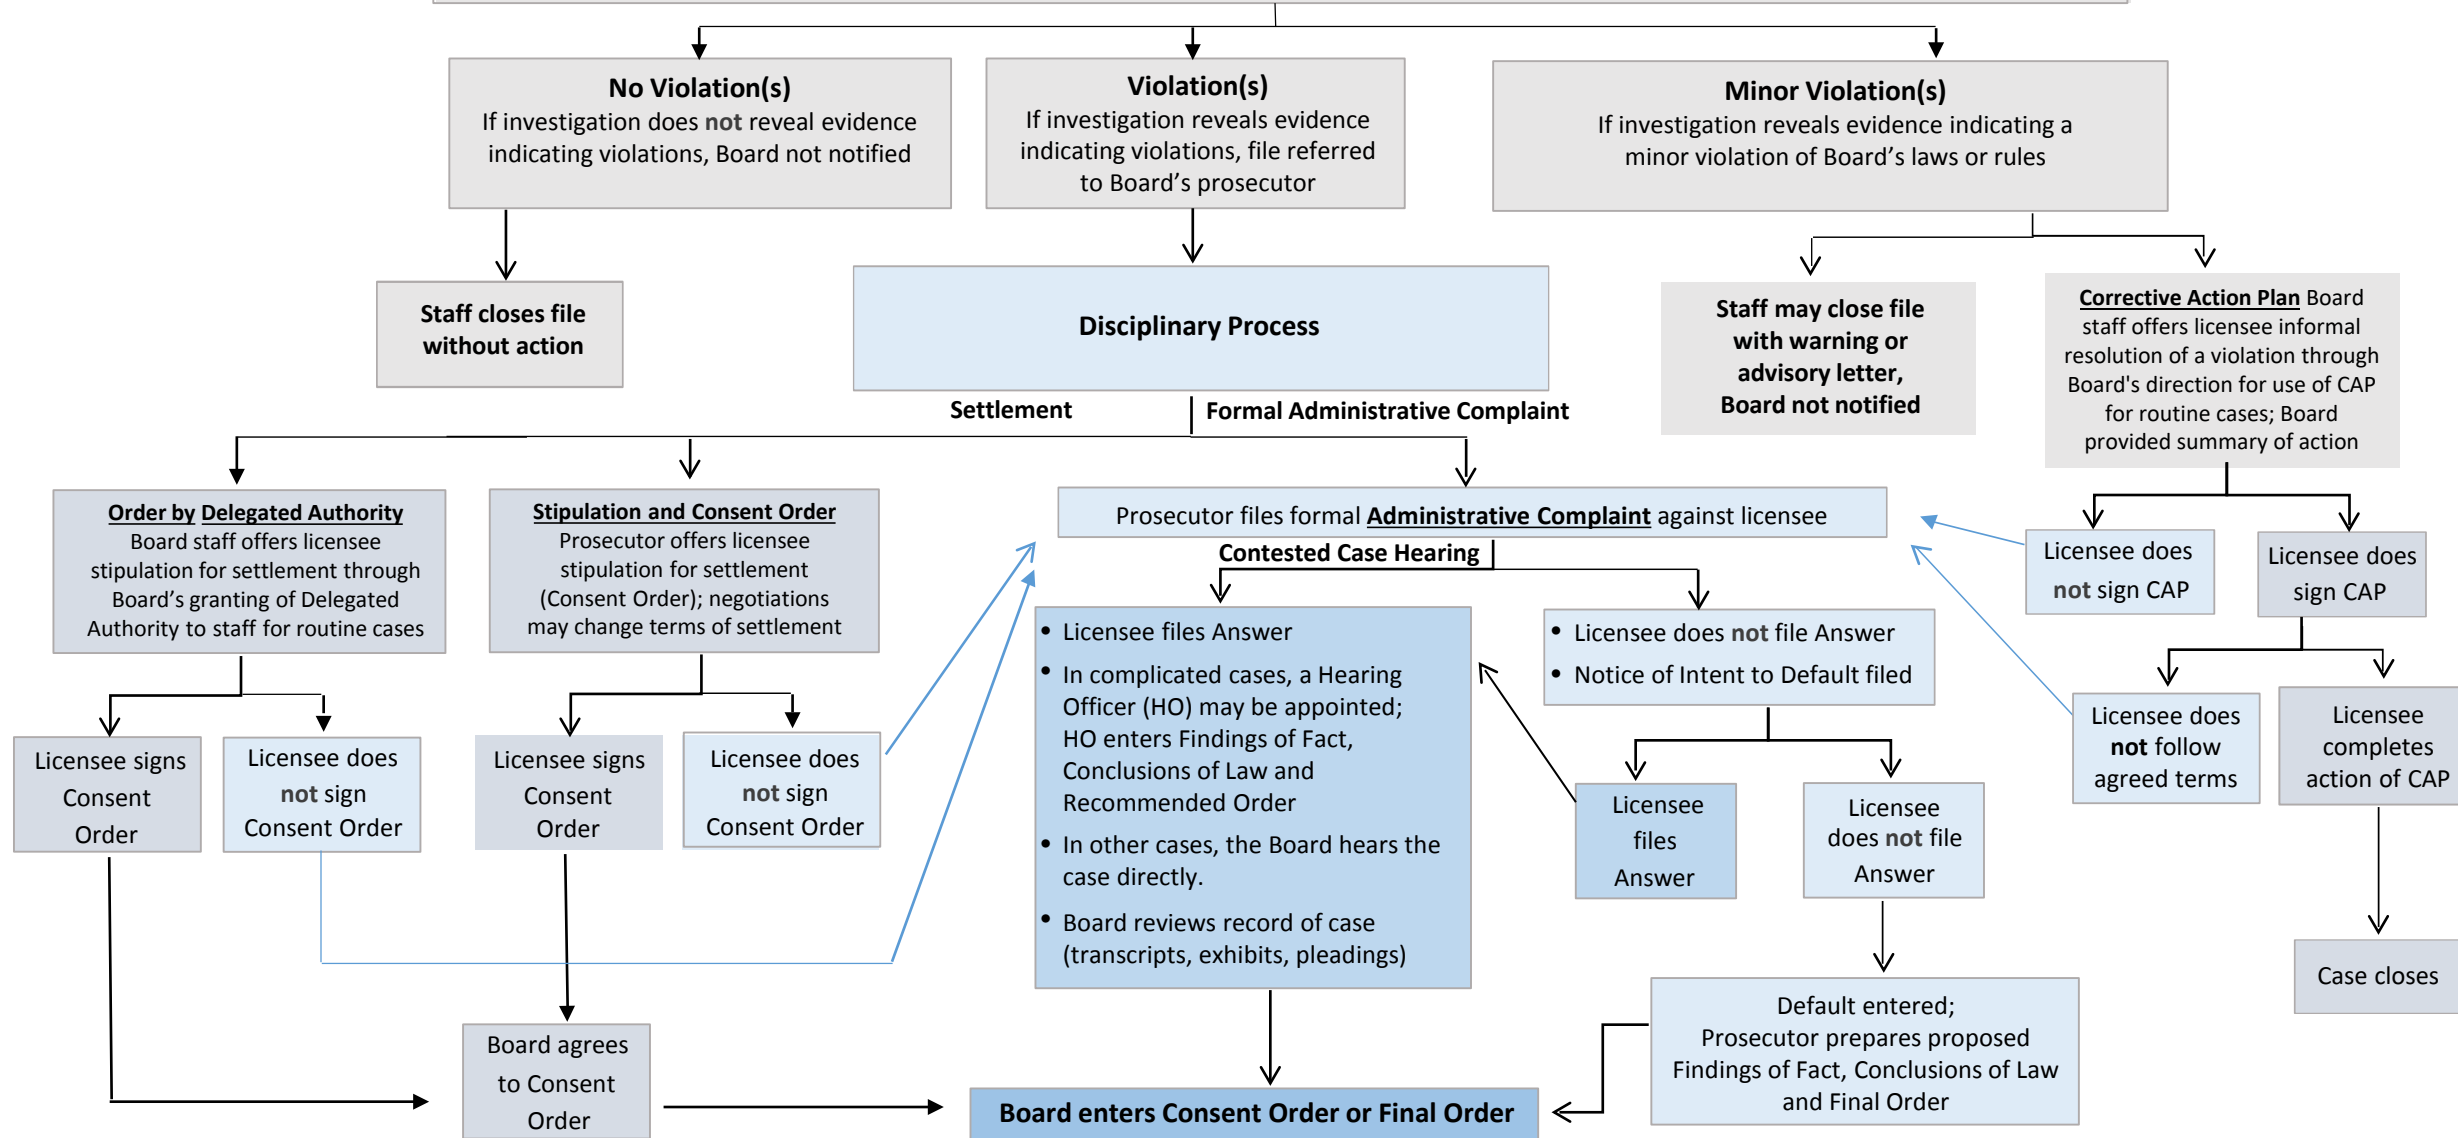 No Violation(s)
If investigation does not reveal evidence
indicating violations, Board not notified
Violation(s)
If investigation reveals evidence
indicating violations, file referred
to Board's prosecutor
Minor Violation(s)
If investigation reveals evidence indicating a
minor violation of Board's laws or rules
Staff closes file
without action
Disciplinary Process
Staff may close file
with warning or
advisory letter,
Board not notified
Corrective Action Plan Board
staff offers licensee informal
resolution of a violation through
Board's direction for use of CAP
for routine cases; Board
provided summary of action
Settlement
Formal Administrative Complaint
Order by Delegated Authority
Board staff offers licensee
stipulation for settlement through
Board's granting of Delegated
Authority to staff for routine cases
Stipulation and Consent Order
Prosecutor offers licensee
stipulation for settlement
(Consent Order); negotiations
may change terms of settlement
Prosecutor files formal Administrative Complaint against licensee
Contested Case Hearing
Licensee does
not sign CAP
Licensee does
sign CAP
• Licensee files Answer
• In complicated cases, a Hearing
Officer (HO) may be appointed;
HO enters Findings of Fact,
Conclusions of Law and
Recommended Order
• In other cases, the Board hears the
case directly.
• Board reviews record of case
(transcripts, exhibits, pleadings)
• Licensee does not file Answer
• Notice of Intent to Default filed
Licensee does
not follow
agreed terms
Licensee
completes
action of CAP
Licensee signs
Consent
Order
Licensee does
not sign
Consent Order
Licensee signs
Consent
Order
Licensee does
not sign
Consent Order
Licensee
files
Answer
Licensee
does not file
Answer
Case closes
Default entered;
Prosecutor prepares proposed
Findings of Fact, Conclusions of Law
and Final Order
Board agrees
to Consent
Order
Board enters Consent Order or Final Order